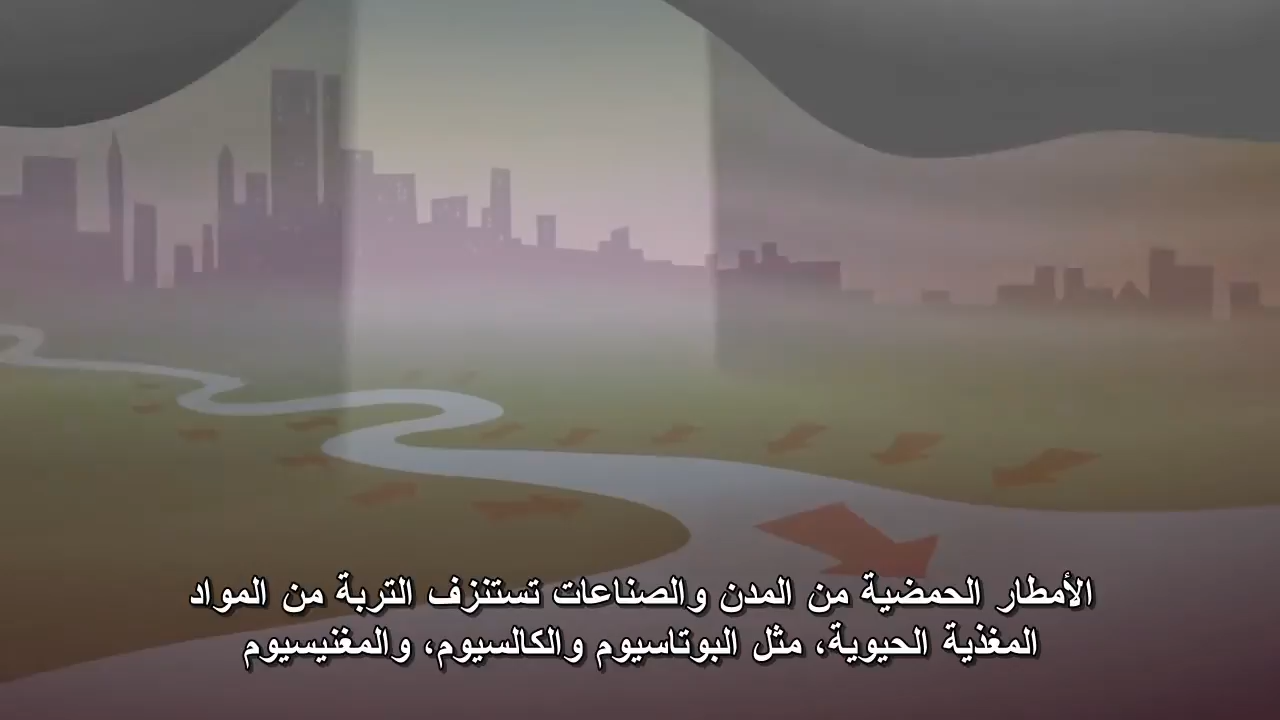 الأمطار الحمضية من المدن والصناعات تستنزف التربة من المواد
المغذية الحيوية، مثل البوتاسيوم والكالسيوم، والمغنيسيوم